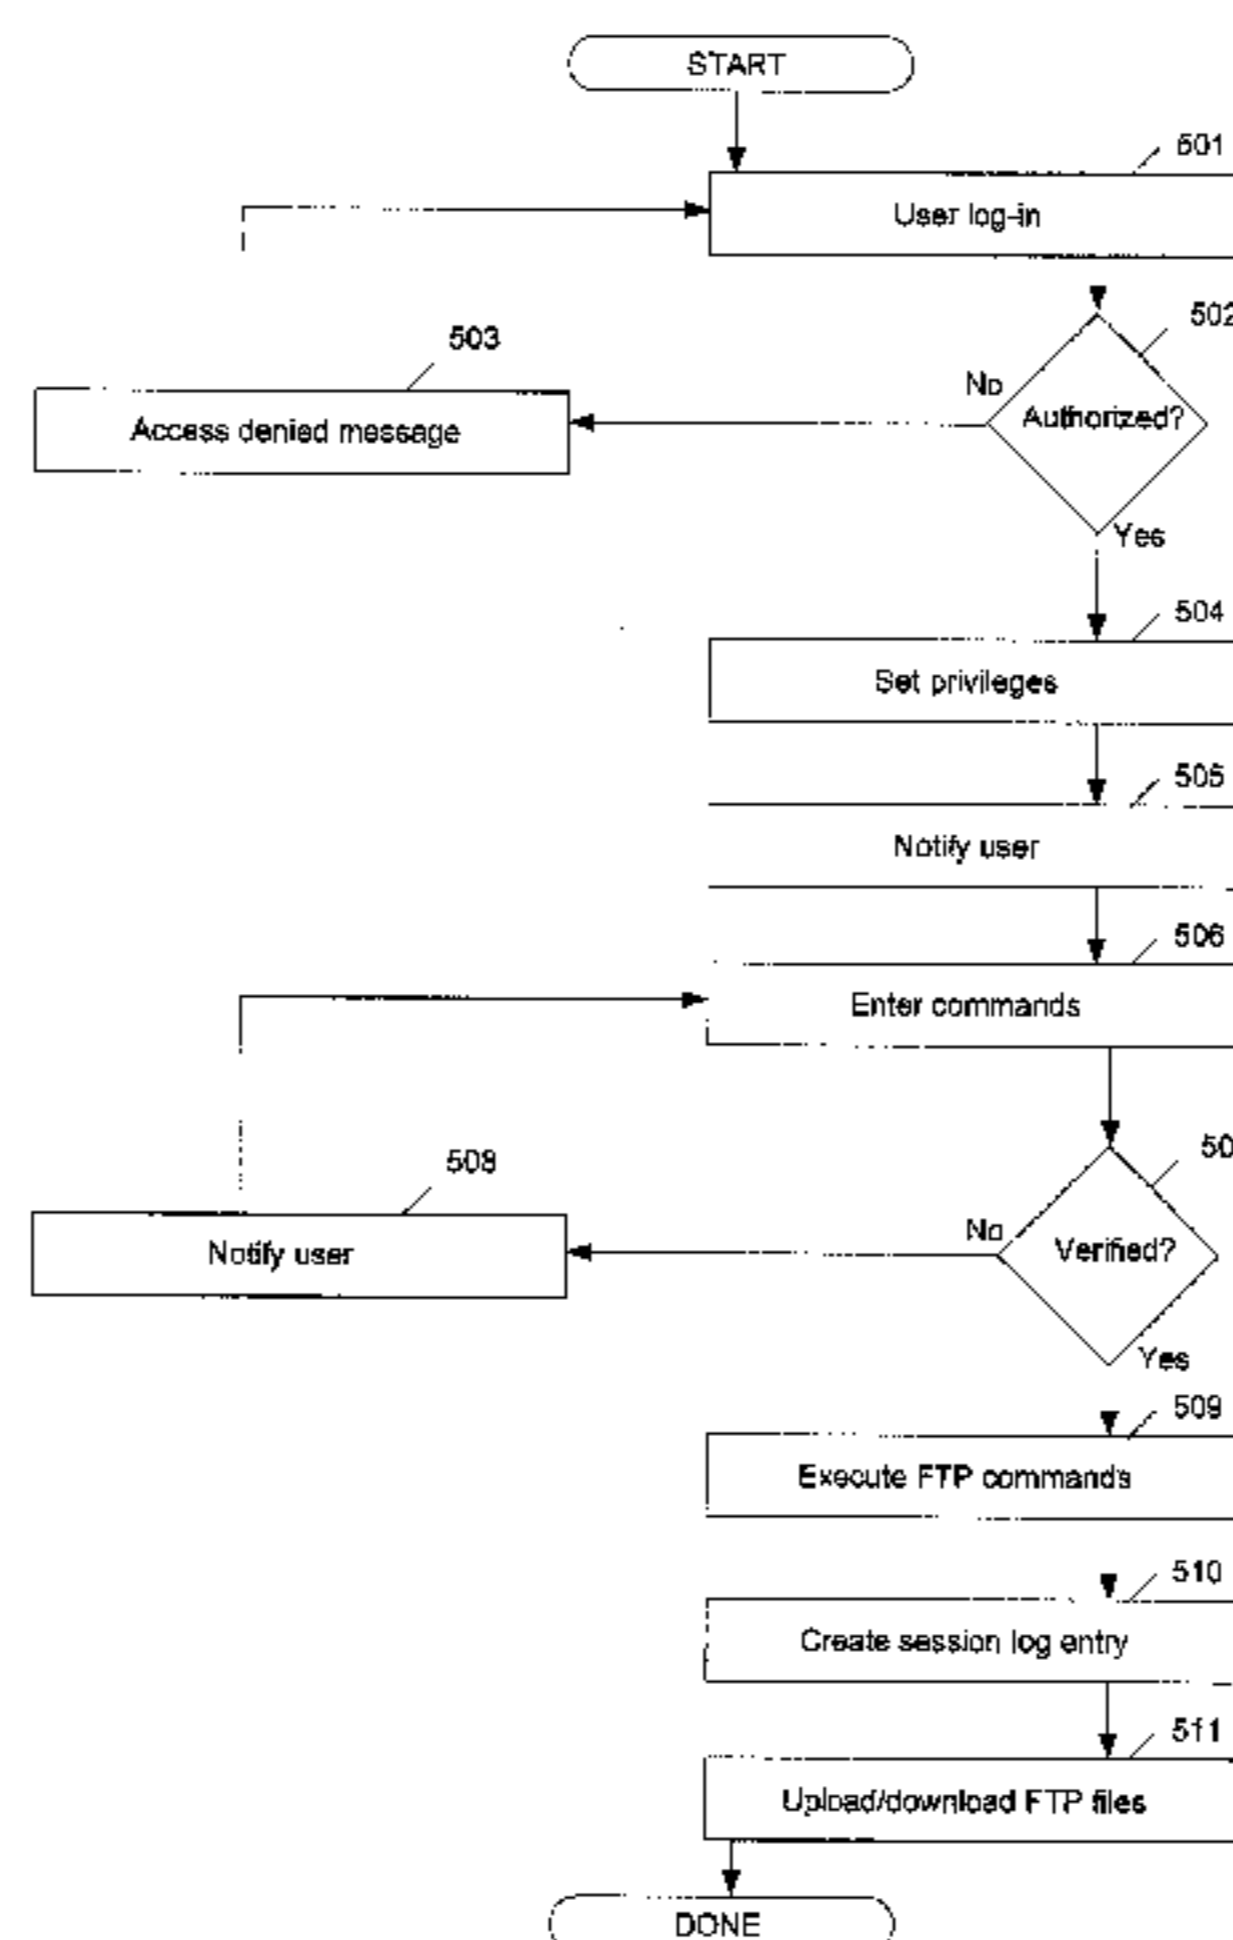 START
501
User log-in
502
503
No
Authorized?
Access denied message
Yes
504
Set privileges
505
Notify user
506
Enter commands
50
508
No
Verified?
Notify user
Yes
509
Execute FTP commands
510
Create session log entry
511
Upload/download FTP files
DONE